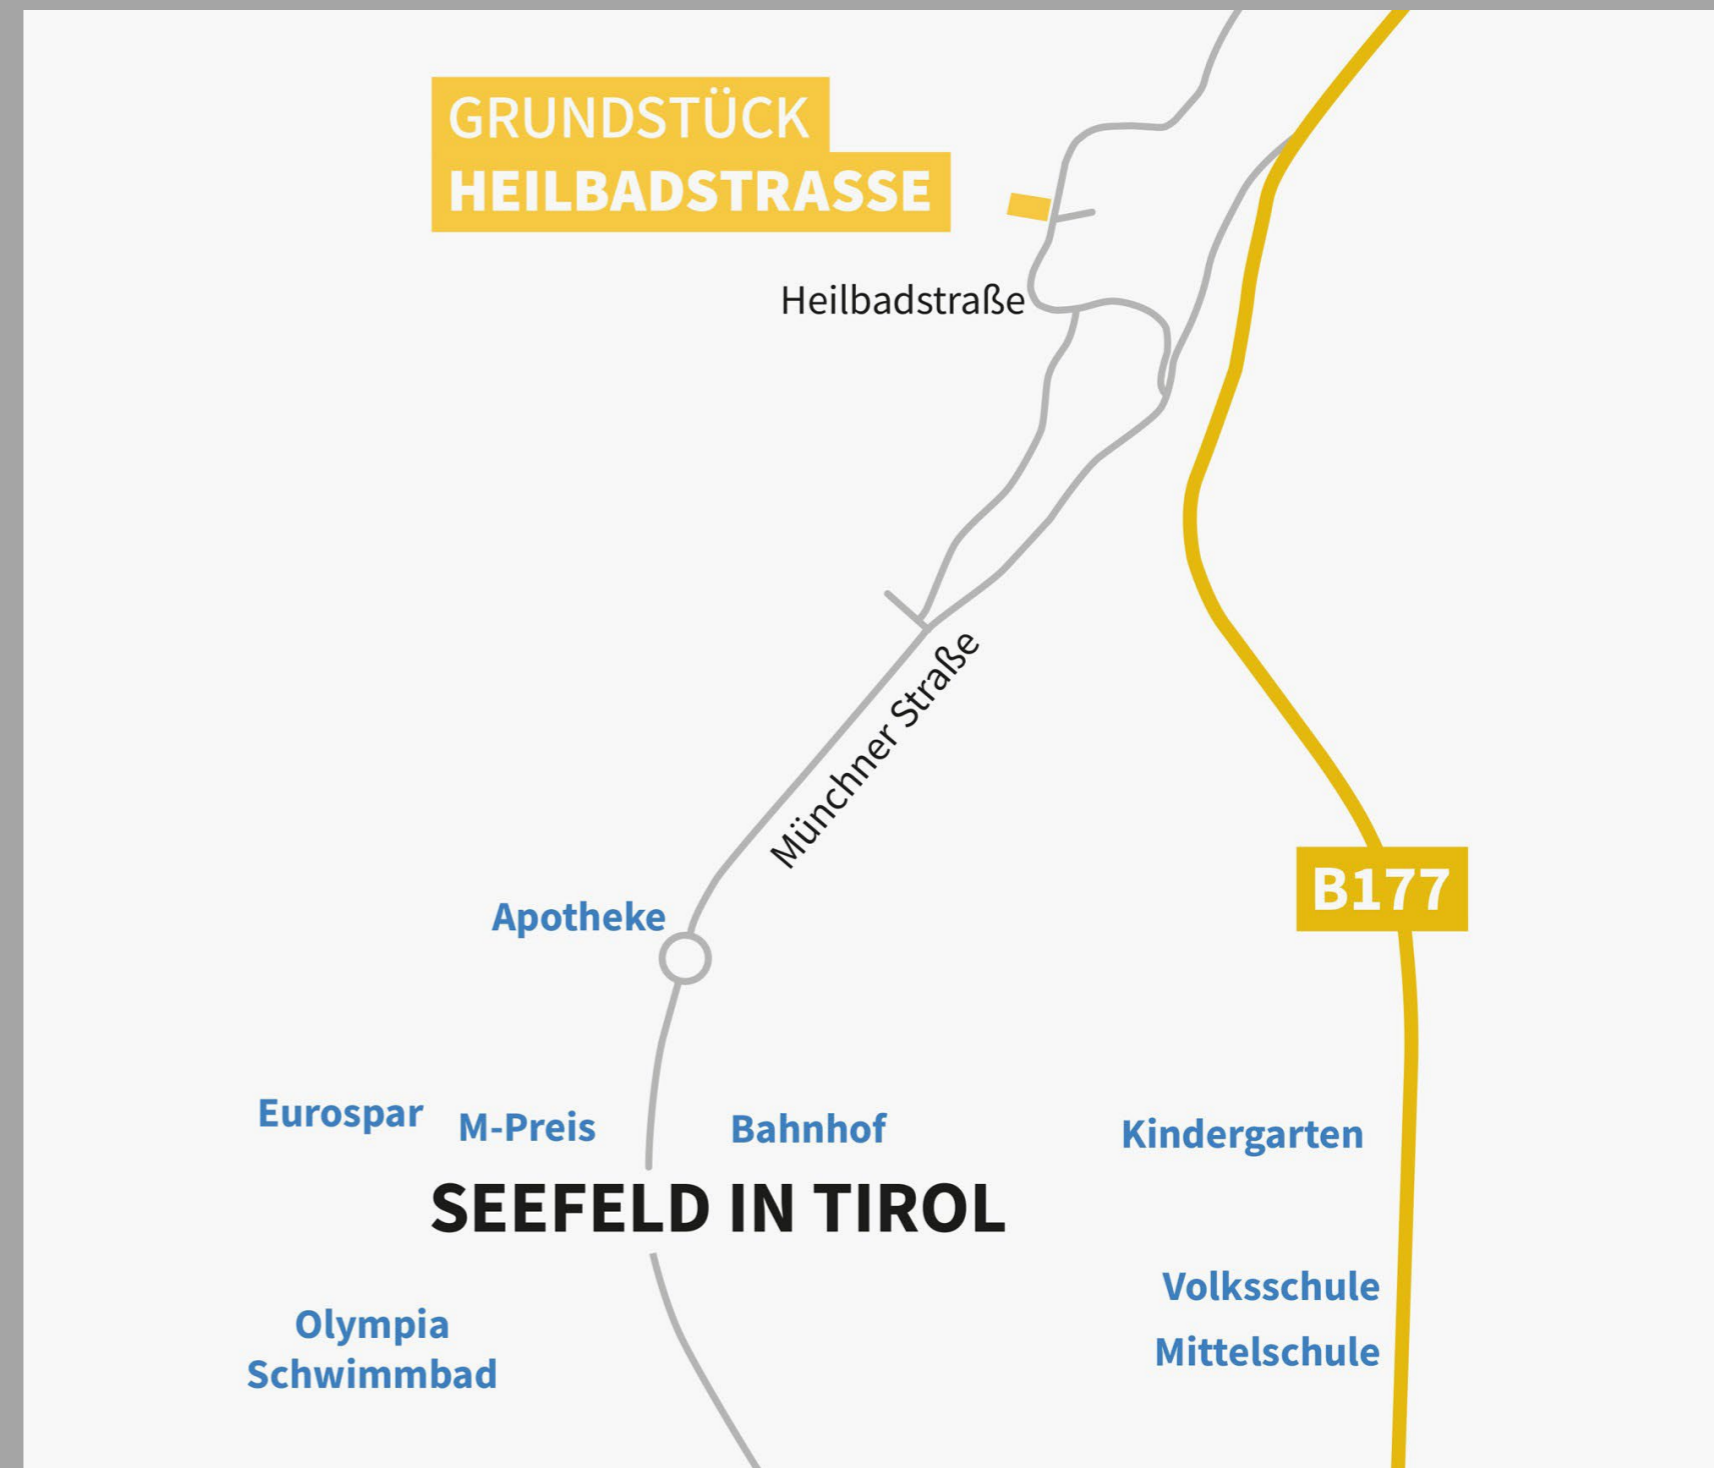 GRUNDSTÜCK
HEILBADSTRASSE
Heilbadstraße
Münchner Straße
B177
Apotheke
Eurospar
M-Preis
Bahnhof
Kindergarten
SEEFELD IN TIROL
Volksschule
Olympia
Schwimmbad
Mittelschule